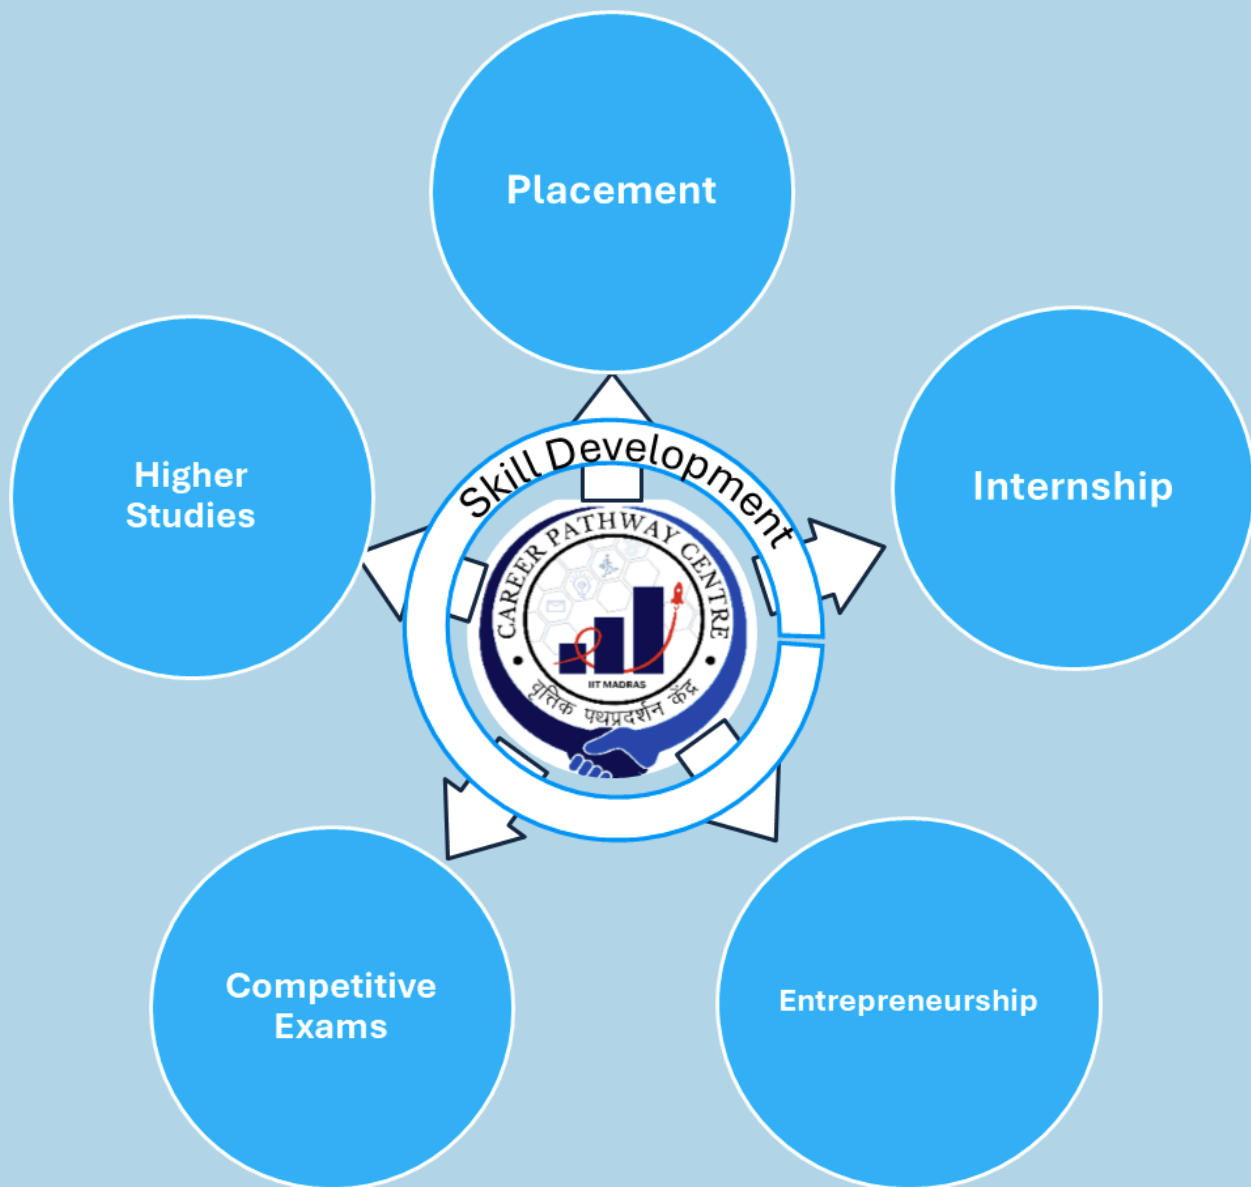 Placement
Higher
Studies
Internship
Skill Development
CAREER PATHWAY CENTRE
IIT MADRAS
वृत्तिक पथप्रदर्शन केंद्र
Competitive
Exams
Entrepreneurship